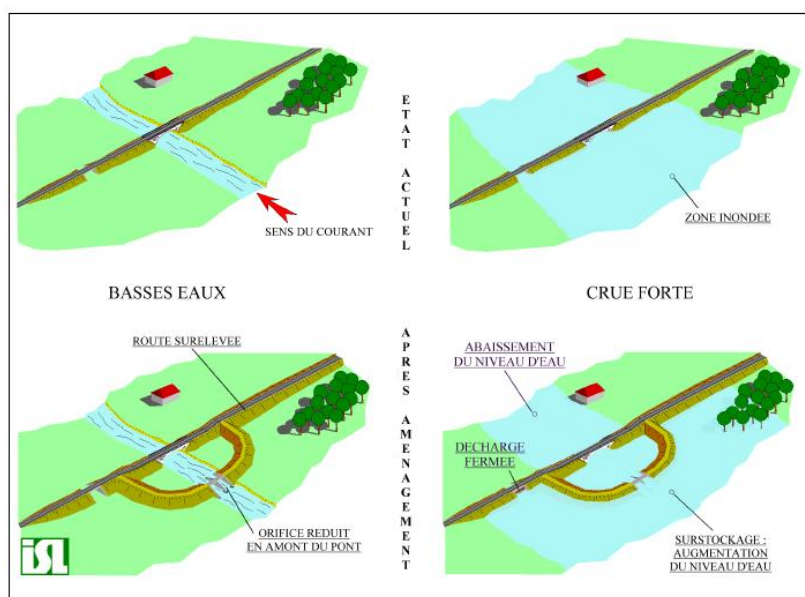 ETAT ACTUEL
SENS DU COURANT
ZONE INONDEE
BASSES EAUX
CRUE FORTE
APRES AMENAGEMENT
ROUTE SURELEVEE
ORIFICE REDUIT
EN AMONT DU PONT
ABAISSEMENT
DU NIVEAU D'EAU
DECHARGE
FERMEE
SURSTOCKAGE :
AUGMENTATION
DU NIVEAU D'EAU
ISL